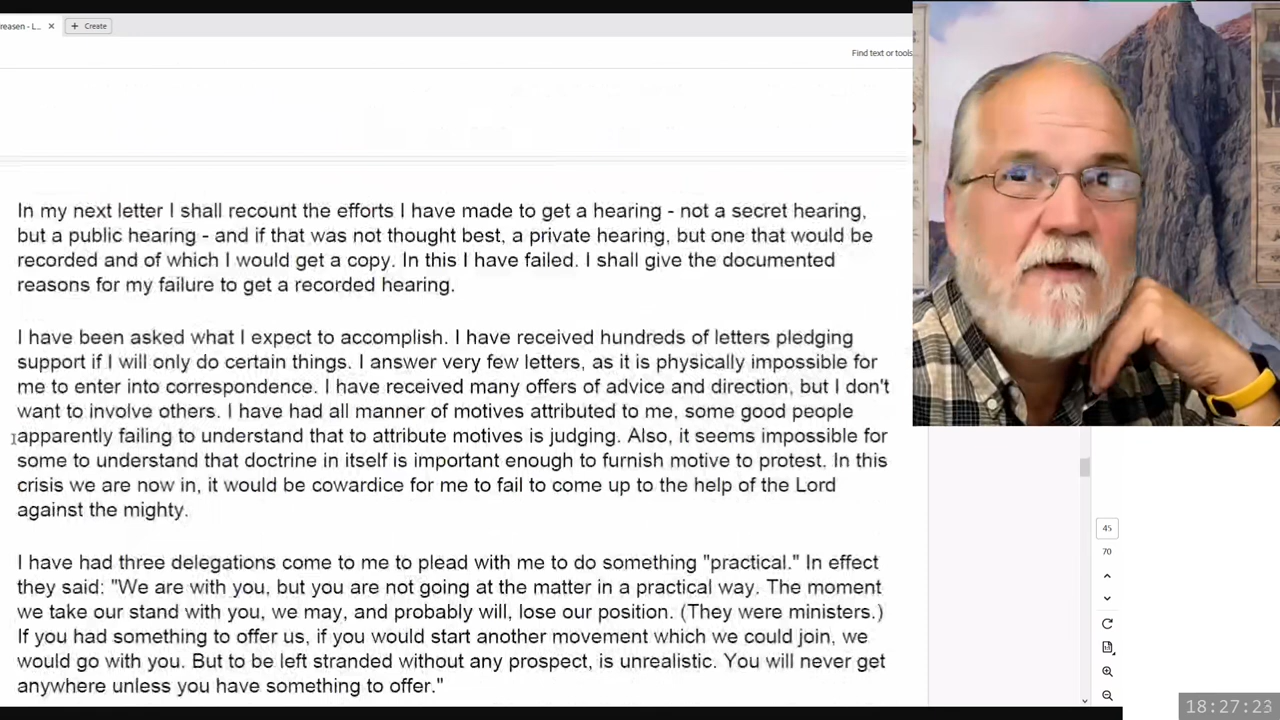 reasen - L...
Create
Find text or tools
In my next letter I shall recount the efforts I have made to get a hearing - not a secret hearing,
but a public hearing - and if that was not thought best, a private hearing, but one that would be
recorded and of which I would get a copy. In this I have failed. I shall give the documented
reasons for my failure to get a recorded hearing.
I have been asked what I expect to accomplish. I have received hundreds of letters pledging
support if I will only do certain things. I answer very few letters, as it is physically impossible for
me to enter into correspondence. I have received many offers of advice and direction, but I don't
want to involve others. I have had all manner of motives attributed to me, some good people
apparently failing to understand that to attribute motives is judging. Also, it seems impossible for
some to understand that doctrine in itself is important enough to furnish motive to protest. In this
crisis we are now in, it would be cowardice for me to fail to come up to the help of the Lord
against the mighty.
I have had three delegations come to me to plead with me to do something "practical." In effect
they said: "We are with you, but you are not going at the matter in a practical way. The moment
we take our stand with you, we may, and probably will, lose our position. (They were ministers.)
If you had something to offer us, if you would start another movement which we could join, we
would go with you. But to be left stranded without any prospect, is unrealistic. You will never get
anywhere unless you have something to offer."
45
70
18:27:23